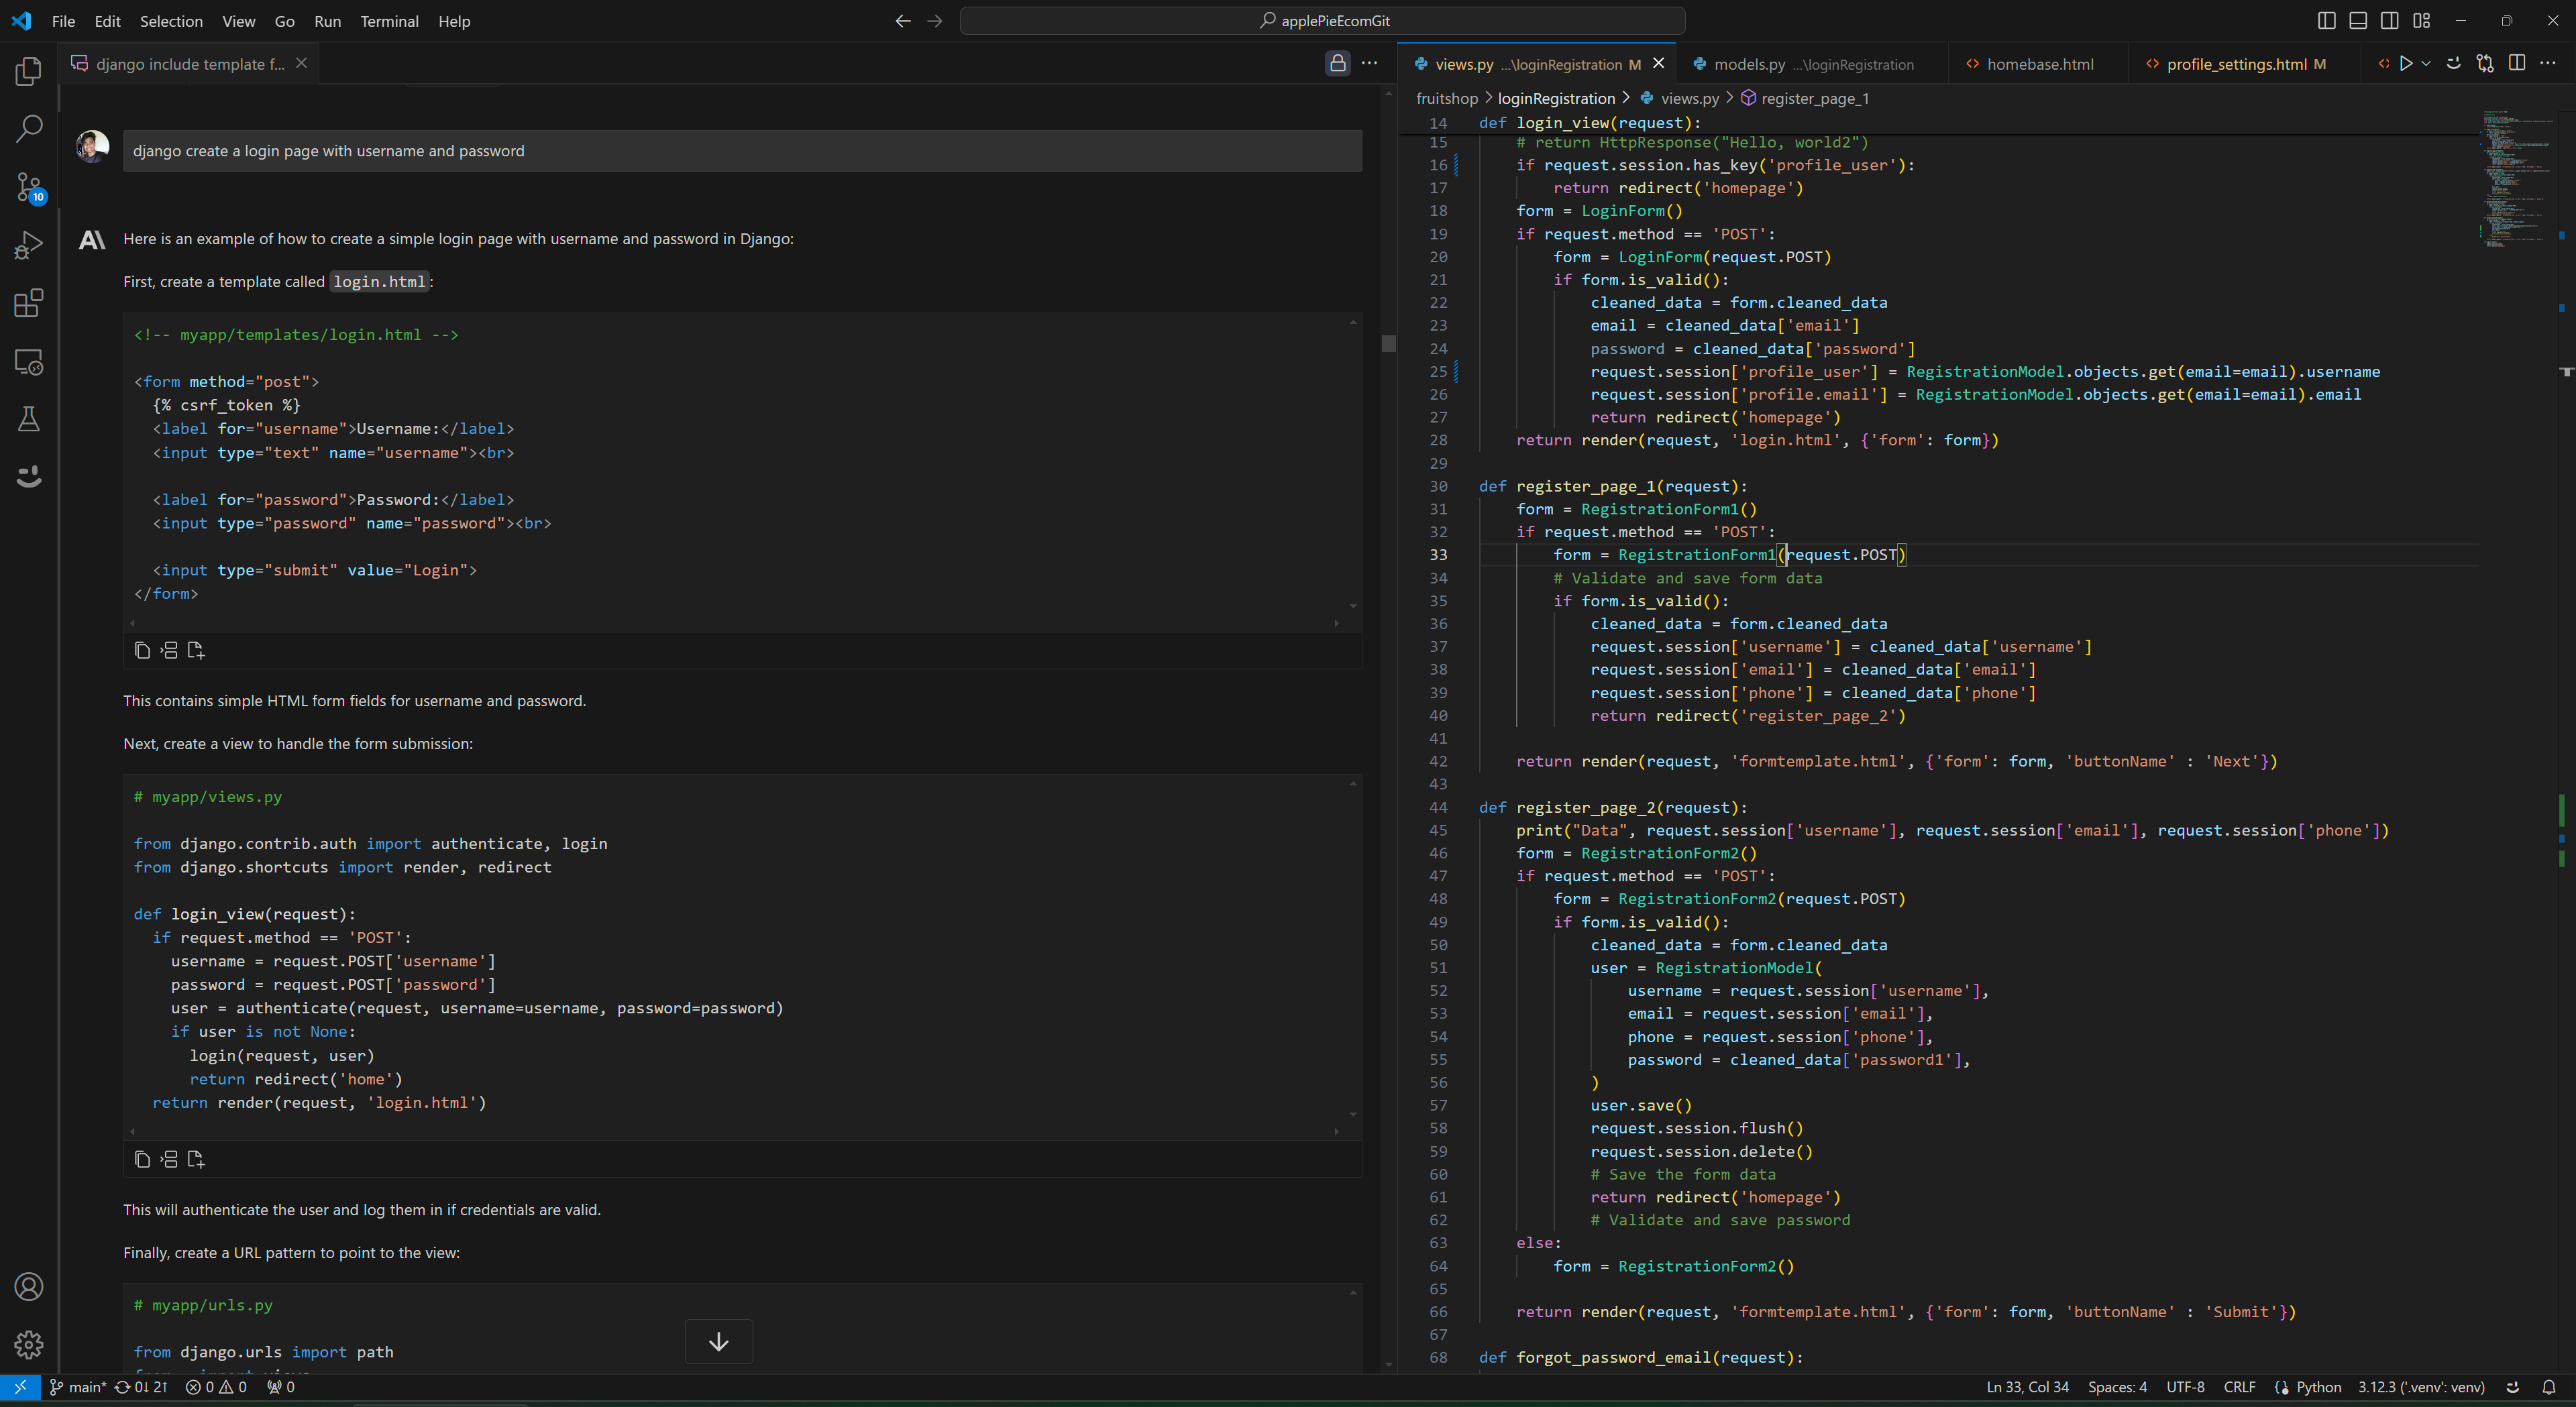 File Edit Selection View Go Run Terminal Help
applePieEcomGit
django include template f...
views.py ...\loginRegistration M
models.py ...\loginRegistration
homebase.html
profile_settings.html M
10
django create a login page with username and password
Here is an example of how to create a simple login page with username and password in Django:
First, create a template called login.html:
<!-- myapp/templates/login.html -->
<form method="post">
{% csrf_token %}
<label for="username">Username:</label>
<input type="text" name="username"><br>
<label for="password">Password:</label>
<input type="password" name="password"><br>
<input type="submit" value="Login">
</form>
This contains simple HTML form fields for username and password.
Next, create a view to handle the form submission:
# myapp/views.py
from django.contrib.auth import authenticate, login
from django.shortcuts import render, redirect
def login_view(request):
if request.method == 'POST':
username = request.POST['username']
password = request.POST['password']
user = authenticate(request, username=username, password=password)
if user is not None:
login(request, user)
return redirect('home')
return render(request, 'login.html')
This will authenticate the user and log them in if credentials are valid.
Finally, create a URL pattern to point to the view:
# myapp/urls.py
from django.urls import path
fruitshop > loginRegistration > views.py > register_page_1
14 def login_view(request):
15 # return HttpResponse("Hello, world2")
16 if request.session.has_key('profile_user'):
17 return redirect('homepage')
18 form = LoginForm()
19 if request.method == 'POST':
20 form = LoginForm(request.POST)
21 if form.is_valid():
22 cleaned_data = form.cleaned_data
23 email = cleaned_data['email']
24 password = cleaned_data['password']
25 request.session['profile_user'] = RegistrationModel.objects.get(email=email).username
26 request.session['profile.email'] = RegistrationModel.objects.get(email=email).email
27 return redirect('homepage')
28 return render(request, 'login.html', {'form': form})
29
30 def register_page_1(request):
31 form = RegistrationForm1()
32 if request.method == 'POST':
33 form = RegistrationForm1(request.POST)
34 # Validate and save form data
35 if form.is_valid():
36 cleaned_data = form.cleaned_data
37 request.session['username'] = cleaned_data['username']
38 request.session['email'] = cleaned_data['email']
39 request.session['phone'] = cleaned_data['phone']
40 return redirect('register_page_2')
41
42 return render(request, 'formtemplate.html', {'form': form, 'buttonName' : 'Next'})
43
44 def register_page_2(request):
45 print("Data", request.session['username'], request.session['email'], request.session['phone'])
46 form = RegistrationForm2()
47 if request.method == 'POST':
48 form = RegistrationForm2(request.POST)
49 if form.is_valid():
50 cleaned_data = form.cleaned_data
51 user = RegistrationModel(
52 username = request.session['username'],
53 email = request.session['email'],
54 phone = request.session['phone'],
55 password = cleaned_data['password1'],
56 )
57 user.save()
58 request.session.flush()
59 request.session.delete()
60 # Save the form data
61 return redirect('homepage')
62 # Validate and save password
63 else:
64 form = RegistrationForm2()
65
66 return render(request, 'formtemplate.html', {'form': form, 'buttonName' : 'Submit'})
67
68 def forgot_password_email(request):
main* 0↓ 2↑ 0 0 0
Ln 33, Col 34 Spaces: 4 UTF-8 CRLF Python 3.12.3 ('.venv': venv)